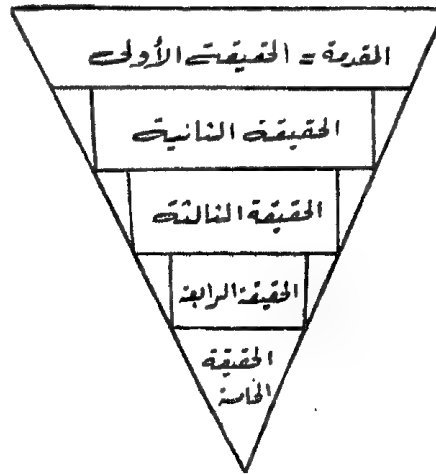 المقدمة = الحقيقة الأولى
الحقيقة الثانية
الحقيقة الثالثة
الحقيقة الرابعة
الحقيقة
الخامسة